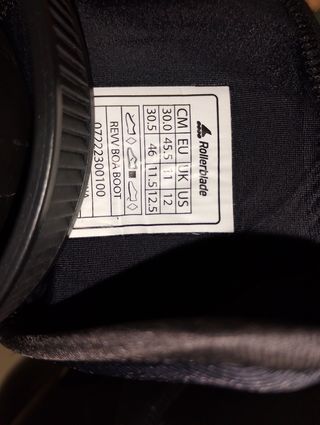 Rollerblade
CM EU UK US
30.0 45.5 11 12
30.5 46 11.5 12.5
REVV BOA BOOT
07222300100